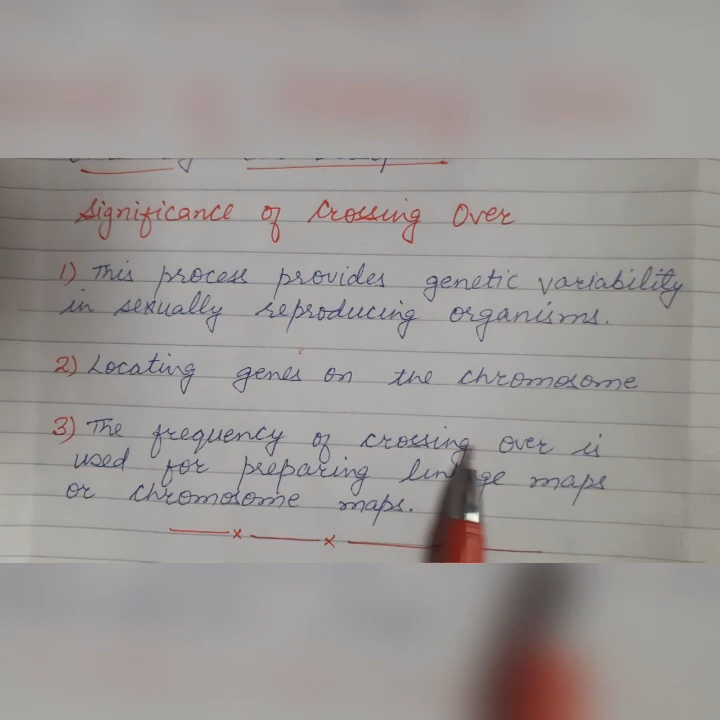 Significance of Crossing Over
1) This process provides genetic variability
in sexually reproducing organisms.
2) Locating genes on the chromosome
3) The frequency of crossing over is
used for preparing maps
or chromosome maps.